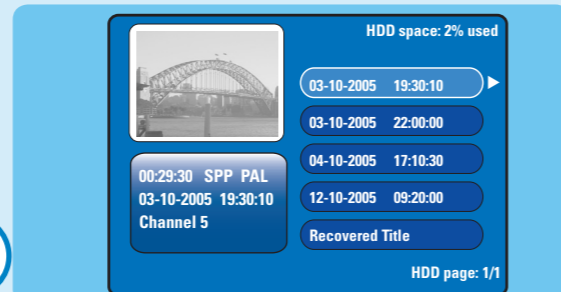 HDD space: 2% used
03-10-2005 19:30:10
03-10-2005 22:00:00
04-10-2005 17:10:30
12-10-2005 09:20:00
Recovered Title
00:29:30 SPP PAL
03-10-2005 19:30:10
Channel 5
HDD page: 1/1